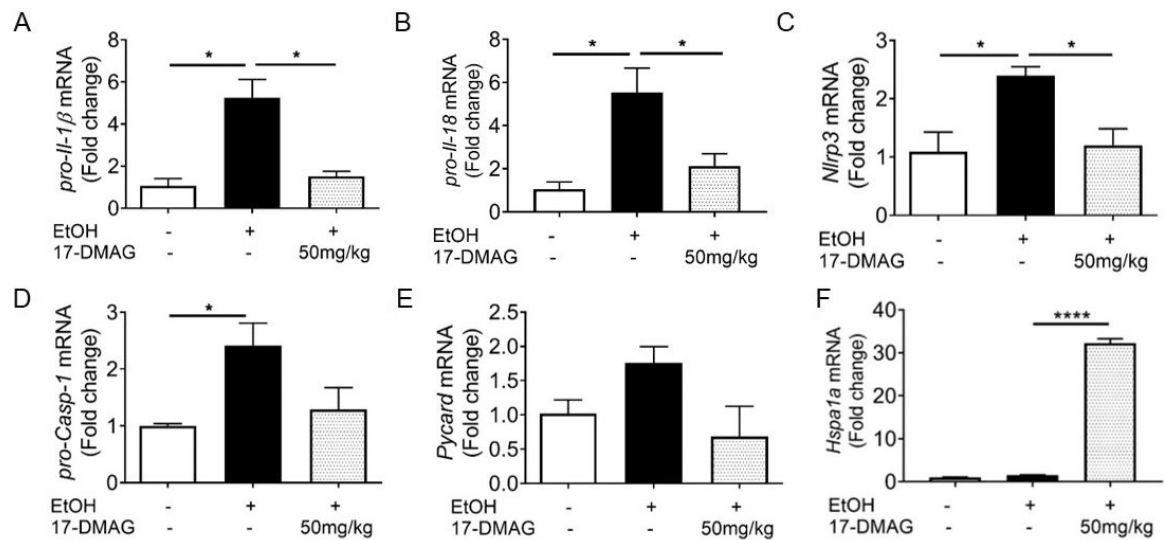 A
pro-Il-1β mRNA
(Fold change)
8
6
4
2
0
* *
EtOH - + +
17-DMAG - - 50mg/kg
B
pro-Il-18 mRNA
(Fold change)
8
6
4
2
0
* *
EtOH - + +
17-DMAG - - 50mg/kg
C
Nlrp3 mRNA
(Fold change)
3
2
1
0
* *
EtOH - + +
17-DMAG - - 50mg/kg
D
pro-Casp-1 mRNA
(Fold change)
3
2
1
0
*
EtOH - + +
17-DMAG - - 50mg/kg
E
Pycard mRNA
(Fold change)
2.5
2.0
1.5
1.0
0.5
0.0
EtOH - + +
17-DMAG - - 50mg/kg
F
Hspa1a mRNA
(Fold change)
40
30
20
10
0
****
EtOH - + +
17-DMAG - - 50mg/kg